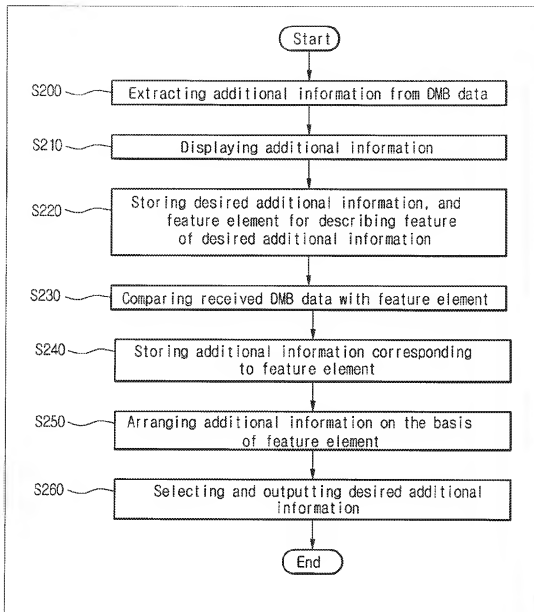 Start
S200
Extracting additional information from DMB data
S210
Displaying additional information
S220
Storing desired additional information, and
feature element for describing feature
of desired additional information
S230
Comparing received DMB data with feature element
S240
Storing additional information corresponding
to feature element
S250
Arranging additional information on the basis
of feature element
S260
Selecting and outputting desired additional
information
End